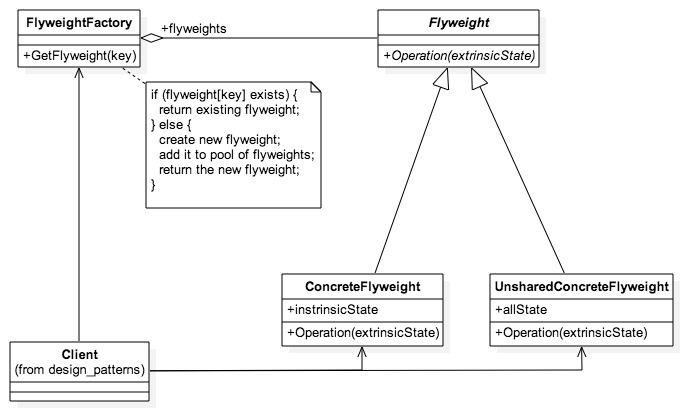 FlyweightFactory
+GetFlyweight(key)
+flyweights
Flyweight
+Operation(extrinsicState)
if (flyweight[key] exists) {
return existing flyweight;
} else {
create new flyweight;
add it to pool of flyweights;
return the new flyweight;
}
ConcreteFlyweight
+instrinsicState
+Operation(extrinsicState)
UnsharedConcreteFlyweight
+allState
+Operation(extrinsicState)
Client
(from design_patterns)